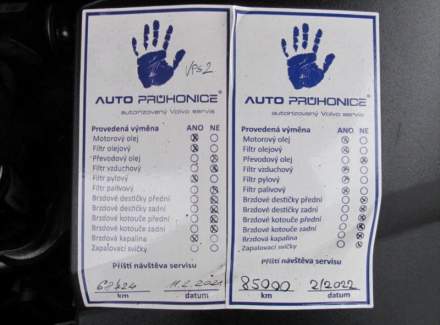 VPS2
AUTO PRŮHONICE®
autorizovaný Volvo servis
Provedená výměna ANO NE
Motorový olej
Filtr olejový
Převodový olej
Filtr vzduchový
Filtr pylový
Filtr palivový
Brzdové destičky přední
Brzdové destičky zadní
Brzdové kotouče přední
Brzdové kotouče zadní
Brzdová kapalina
Zapalovací svíčky
Příští návštěva servisu
11.2.2021
km datum
AUTO PRŮHONICE®
autorizovaný Volvo servis
Provedená výměna ANO NE
Motorový olej
Filtr olejový
Převodový olej
Filtr vzduchový
Filtr pylový
Filtr palivový
Brzdové destičky přední
Brzdové destičky zadní
Brzdové kotouče přední
Brzdové kotouče zadní
Brzdová kapalina
Zapalovací svíčky
Příští návštěva servisu
85000 2/2022
km datum